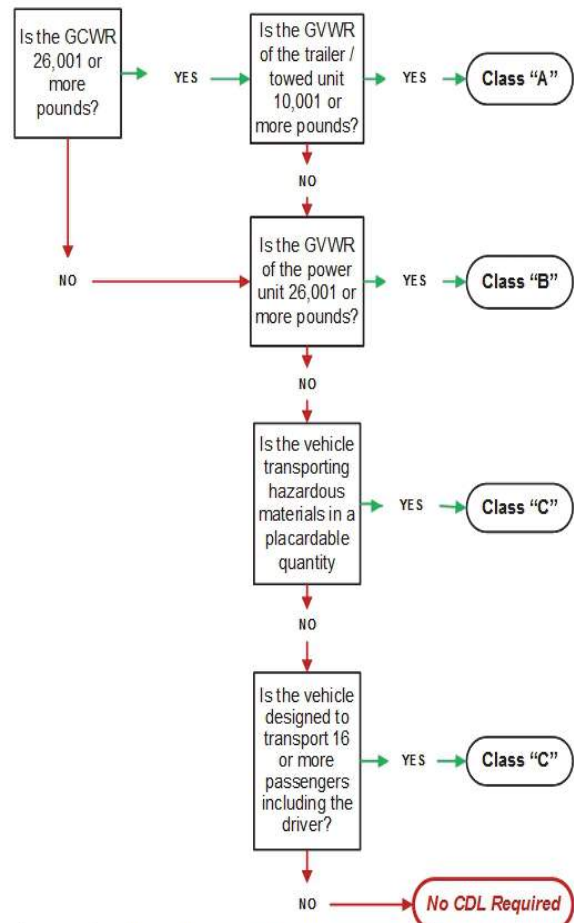 Is the GCWR
26,001 or
more
pounds?
YES
Is the GVWR
of the trailer /
towed unit
10,001 or
more pounds?
YES
Class “A”
NO
NO
Is the GVWR
of the power
unit 26,001 or
more pounds?
YES
Class “B”
NO
Is the vehicle
transporting
hazardous
materials in a
placardable
quantity
YES
Class “C”
NO
Is the vehicle
designed to
transport 16
or more
passengers
including the
driver?
YES
Class “C”
NO
No CDL Required